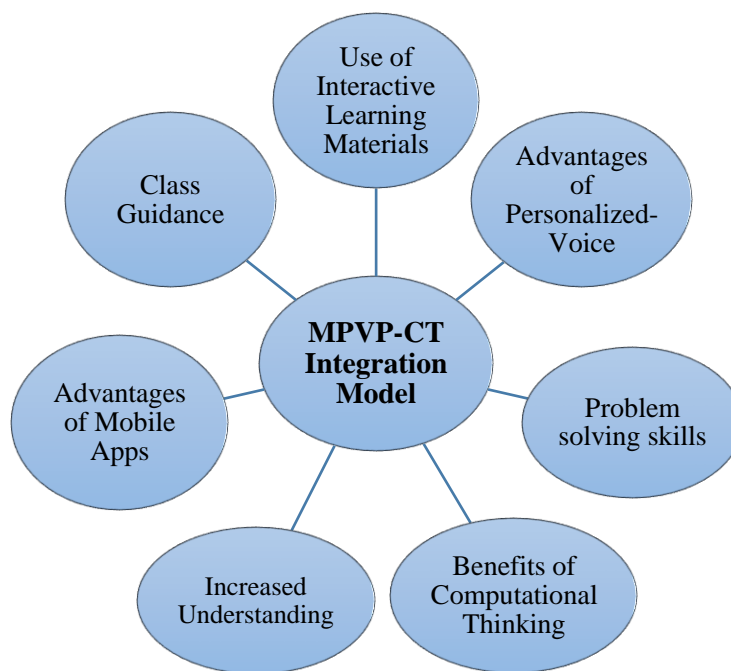 Use of
Interactive
Learning
Materials
Advantages
of
Personalized-
Voice
Class
Guidance
MPVP-CT
Integration
Model
Advantages
of Mobile
Apps
Problem
solving skills
Increased
Understanding
Benefits of
Computational
Thinking